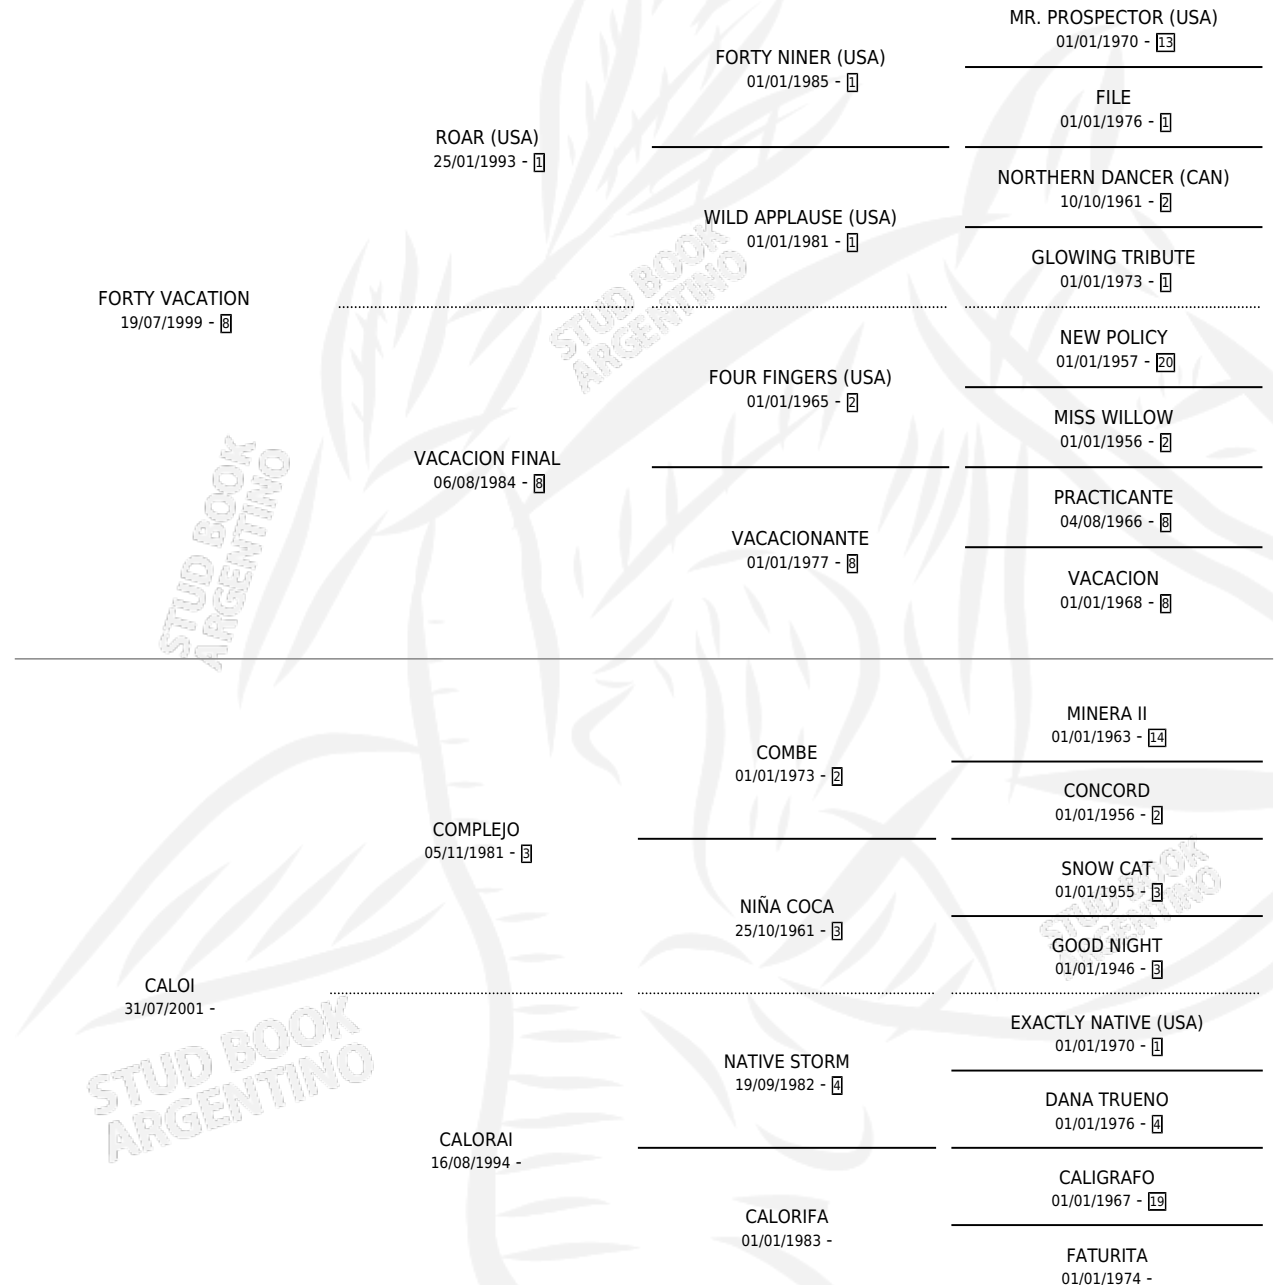 MR. PROSPECTOR (USA)
01/01/1970 - 13
FORTY NINER (USA)
01/01/1985 - 1
FILE
01/01/1976 - 1
ROAR (USA)
25/01/1993 - 1
NORTHERN DANCER (CAN)
10/10/1961 - 2
WILD APPLAUSE (USA)
01/01/1981 - 1
GLOWING TRIBUTE
01/01/1973 - 1
FORTY VACATION
19/07/1999 - 8
NEW POLICY
01/01/1957 - 20
FOUR FINGERS (USA)
01/01/1965 - 2
MISS WILLOW
01/01/1956 - 2
VACACION FINAL
06/08/1984 - 8
PRACTICANTE
04/08/1966 - 8
VACACIONANTE
01/01/1977 - 8
VACACION
01/01/1968 - 8
STUD BOOK
ARGENTINO
STUD BOOK
ARGENTINO
MINERA II
01/01/1963 - 14
COMBE
01/01/1973 - 2
CONCORD
01/01/1956 - 2
COMPLEJO
05/11/1981 - 3
SNOW CAT
01/01/1955 - 3
NIÑA COCA
25/10/1961 - 3
GOOD NIGHT
01/01/1946 - 3
CALOI
31/07/2001 -
EXACTLY NATIVE (USA)
01/01/1970 - 1
NATIVE STORM
19/09/1982 - 4
DANA TRUENO
01/01/1976 - 4
CALORAI
16/08/1994 -
CALIGRAFO
01/01/1967 - 19
CALORIFA
01/01/1983 -
FATURITA
01/01/1974 -
STUD BOOK
ARGENTINO
STUD BOOK
ARGENTINO